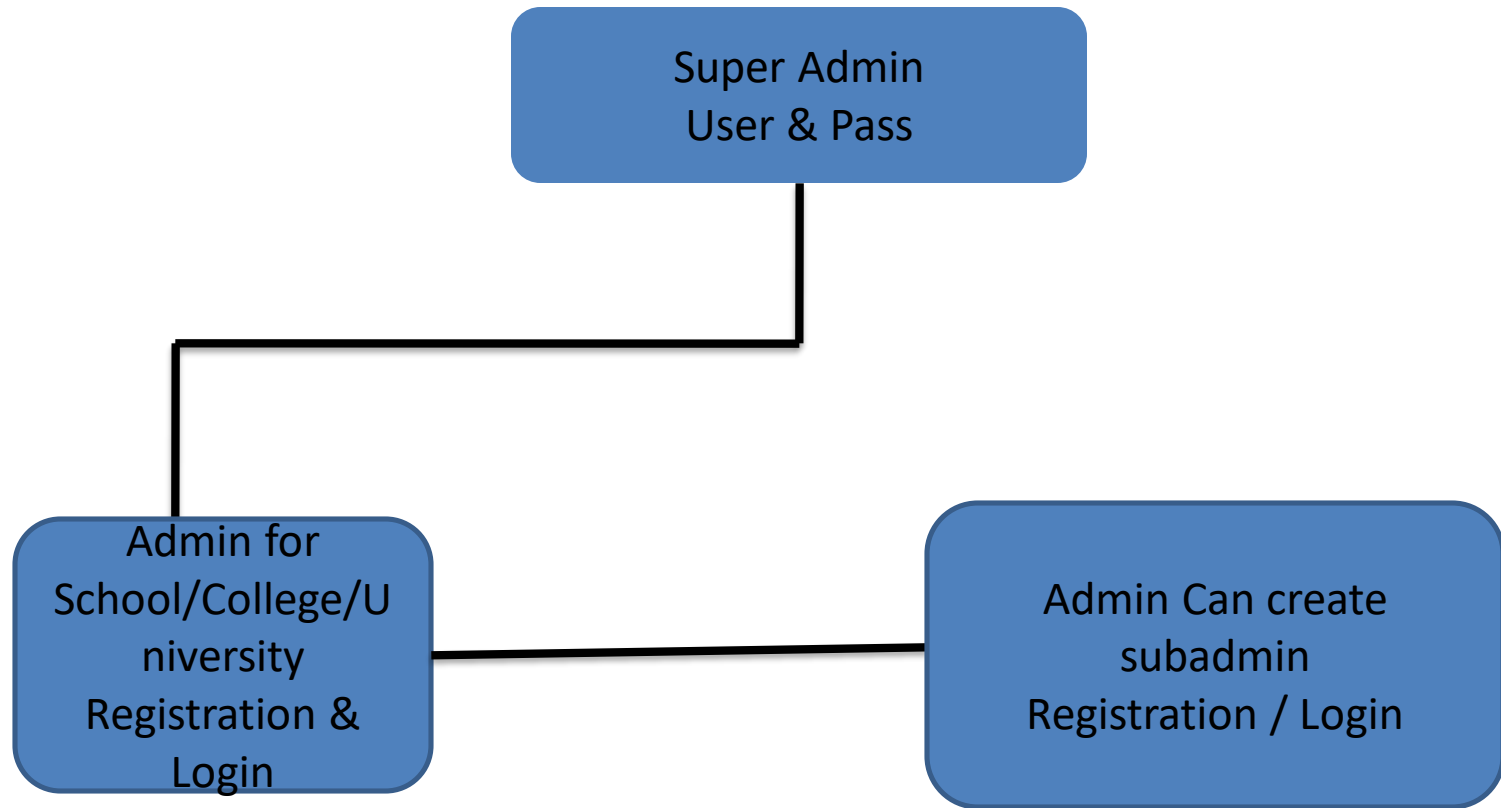 Super Admin
User & Pass
Admin for
School/College/U
niversity
Registration &
Login
Admin Can create
subadmin
Registration / Login